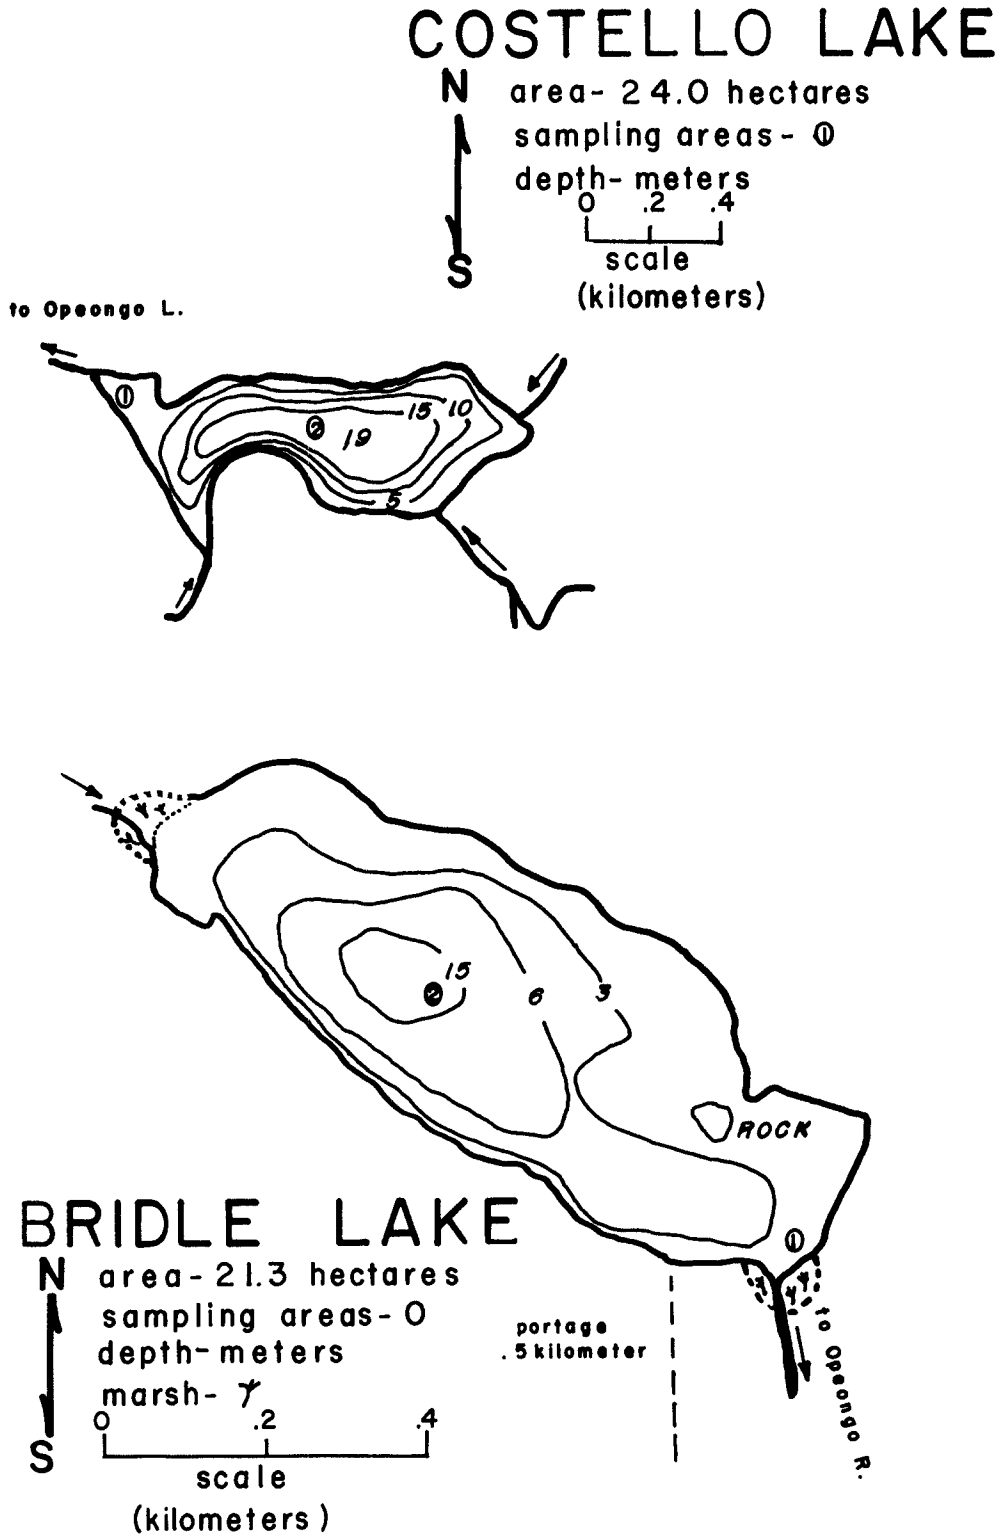 COSTELLO LAKE
N
area- 24.0 hectares
sampling areas- ①
depth- meters
0 .2 .4
S
scale
(kilometers)
to Opeongo L.
①
15 10
② 19
5
15
② 6 3
ROCK
BRIDLE LAKE
①
N
area- 21.3 hectares
sampling areas- O
portage
.5 kilometer
to Opeongo R.
depth- meters
marsh-
0 .2 .4
S
scale
(kilometers)